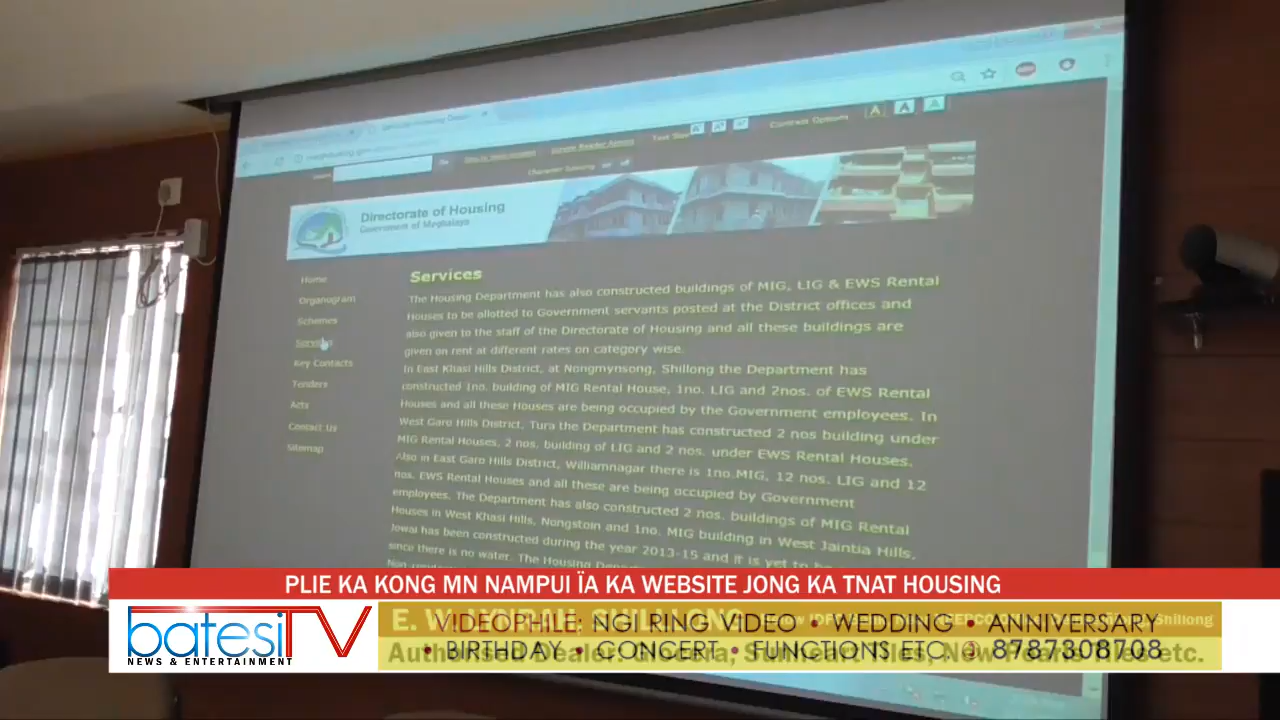 Text Size
Contrast Options
A
A
A
Directorate of Housing
Government of Meghalaya
Home
Organogram
Schemes
Services
Key Contacts
Tenders
Acts
Contact Us
Sitemap
Services
The Housing Department has also constructed buildings of MIG, LIG & EWS Rental
Houses to be allotted to Government servants posted at the District offices and
also given to the staff of the Directorate of Housing and all these buildings are
given on rent at different rates on category wise.
In East Khasi Hills District, at Nongmynsong, Shillong the Department has
constructed 1no. building of MIG Rental House, 1no. LIG and 2nos. of EWS Rental
Houses and all these Houses are being occupied by the Government employees. In
West Garo Hills District, Tura the Department has constructed 2 nos building under
MIG Rental Houses, 2 nos. building of LIG and 2 nos. under EWS Rental Houses.
Also in East Garo Hills District, Williamnagar there is 1no.MIG, 12 nos. LIG and 12
nos. EWS Rental Houses and all these are being occupied by Government
employees. The Department has also constructed 2 nos. buildings of MIG Rental
Houses in West Khasi Hills, Nongstoin and 1no. MIG building in West Jaintia Hills,
Jowai has been constructed during the year 2013-15 and it is yet to
since there is no water. The Housing
PLIE KA KONG MN NAMPUI ÏA KA WEBSITE JONG KA TNAT HOUSING
batesi TV
NEWS & ENTERTAINMENT
VIDEOPHILE: NGI RING VIDEO • WEDDING • ANNIVERSARY
• BIRTHDAY • CONCERT • FUNCTIONS ETC. @ 8787308708
Shillong